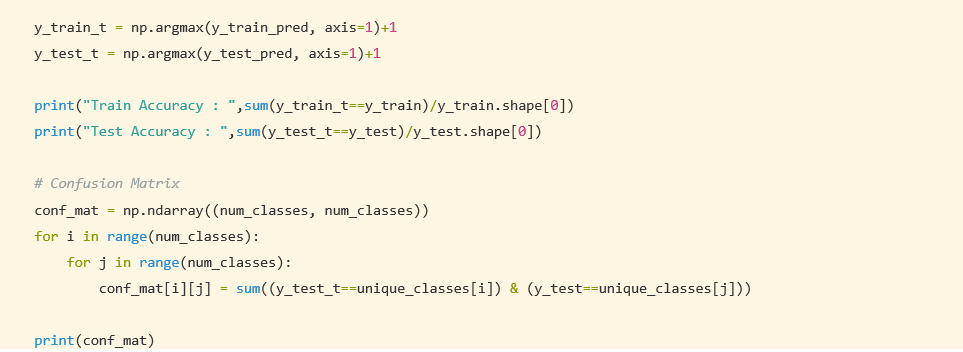 y_train_t = np.argmax(y_train_pred, axis=1)+1
y_test_t = np.argmax(y_test_pred, axis=1)+1
print("Train Accuracy : ",sum(y_train_t==y_train)/y_train.shape[0])
print("Test Accuracy : ",sum(y_test_t==y_test)/y_test.shape[0])
# Confusion Matrix
conf_mat = np.ndarray((num_classes, num_classes))
for i in range(num_classes):
    for j in range(num_classes):
        conf_mat[i][j] = sum((y_test_t==unique_classes[i]) & (y_test==unique_classes[j]))
print(conf_mat)